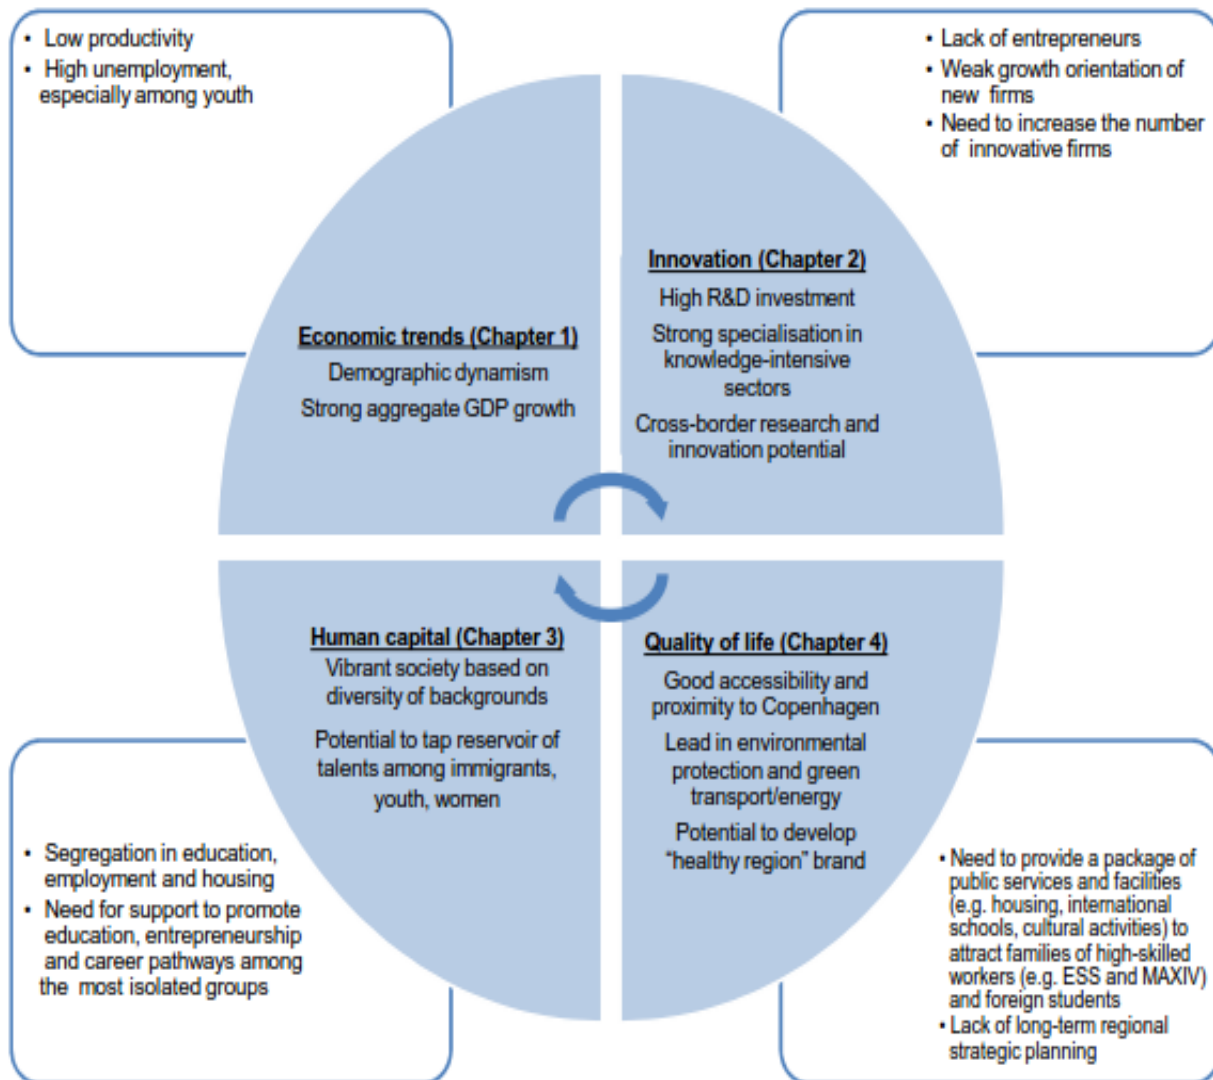 • Low productivity
• High unemployment,
especially among youth
• Lack of entrepreneurs
• Weak growth orientation of
new firms
• Need to increase the number
of innovative firms
Economic trends (Chapter 1)
Demographic dynamism
Strong aggregate GDP growth
Innovation (Chapter 2)
High R&D investment
Strong specialisation in
knowledge-intensive
sectors
Cross-border research and
innovation potential
Human capital (Chapter 3)
Vibrant society based on
diversity of backgrounds
Potential to tap reservoir of
talents among immigrants,
youth, women
Quality of life (Chapter 4)
Good accessibility and
proximity to Copenhagen
Lead in environmental
protection and green
transport/energy
Potential to develop
“healthy region” brand
• Segregation in education,
employment and housing
• Need for support to promote
education, entrepreneurship
and career pathways among
the most isolated groups
• Need to provide a package of
public services and facilities
(e.g. housing, international
schools, cultural activities) to
attract families of high-skilled
workers (e.g. ESS and MAXIV)
and foreign students
• Lack of long-term regional
strategic planning